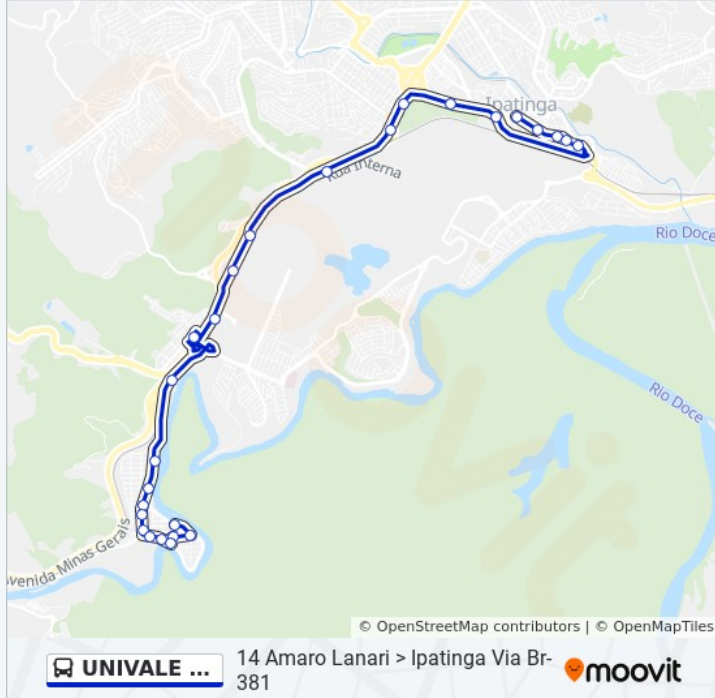 Ipatinga
Rua Interna
Rio Doce
Rio Doce
venida Minas Gerais
© OpenStreetMap contributors | © OpenMapTiles
UNIVALE ...
14 Amaro Lanari > Ipatinga Via Br-
381
moovit